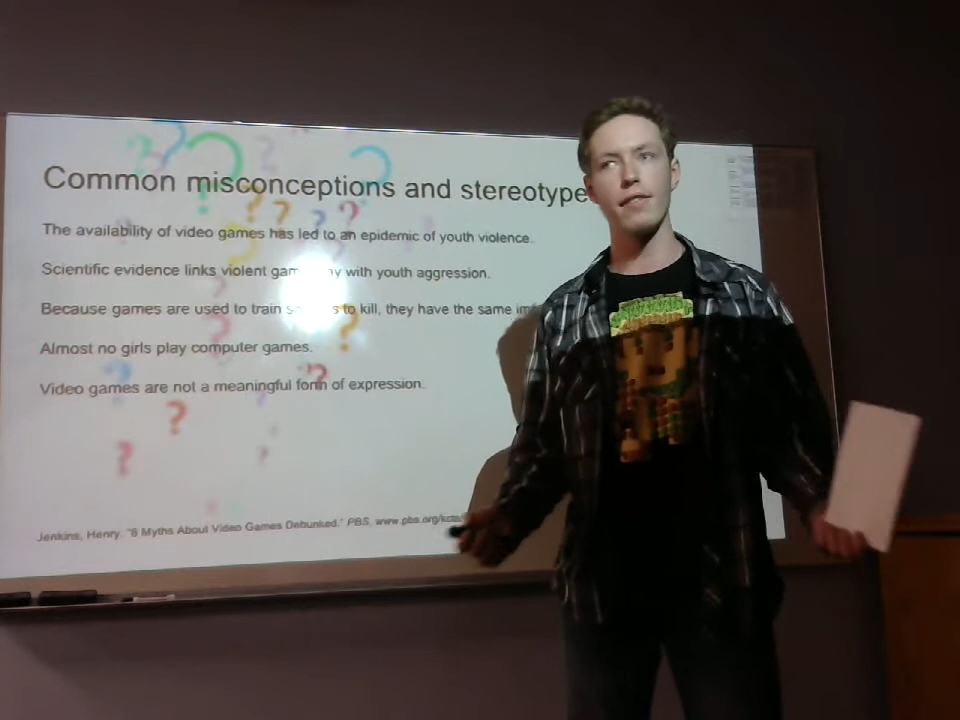 Common misconceptions and stereotype
The availability of video games has led to an epidemic of youth violence.
Scientific evidence links violent with youth aggression.
Because games are used to train to kill, they have the same
Almost no girls play computer games.
Video games are not a meaningful form of expression.
Jenkins, Henry. "8 Myths About Video Games Debunked." PBS, www.pbs.org/kcts/